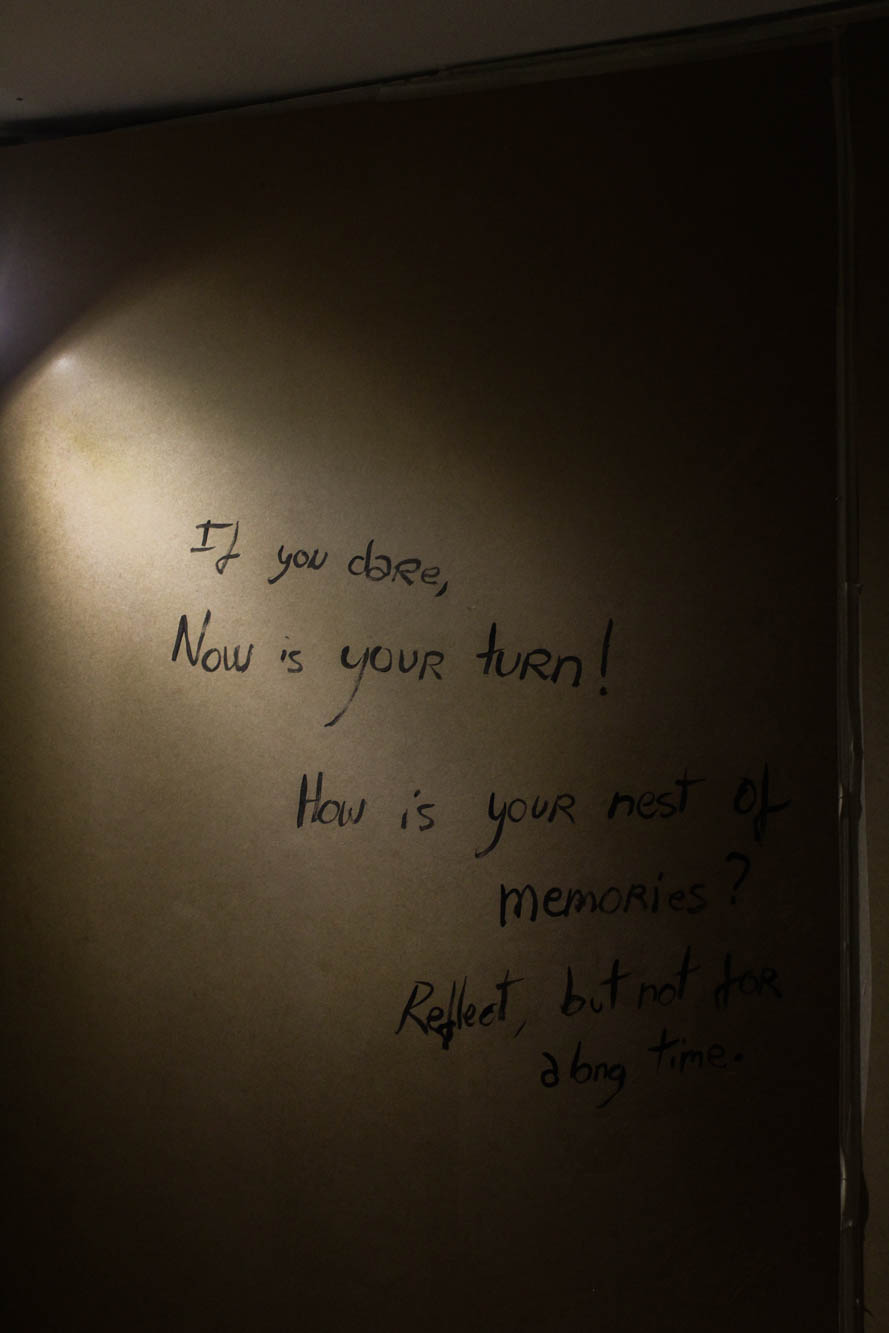 If you dare,
Now is your turn!
How is your nest of
memories?
Reflect, but not for
a long time.